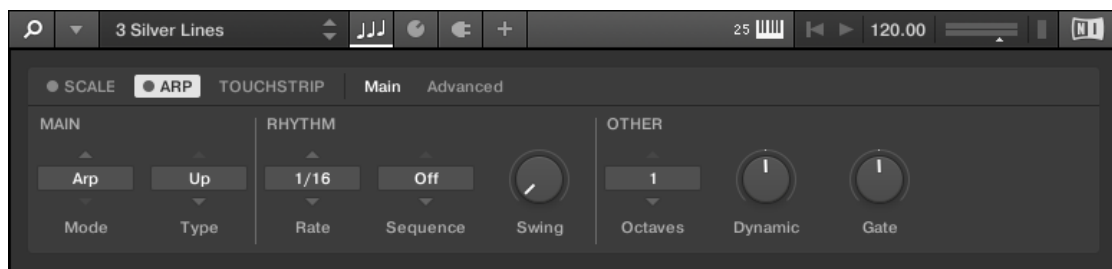 3 Silver Lines 25 120.00 NI
SCALE ARP TOUCHSTRIP Main Advanced
MAIN RHYTHM OTHER
Arp Up 1/16 Off 1
Mode Type Rate Sequence Swing Octaves Dynamic Gate